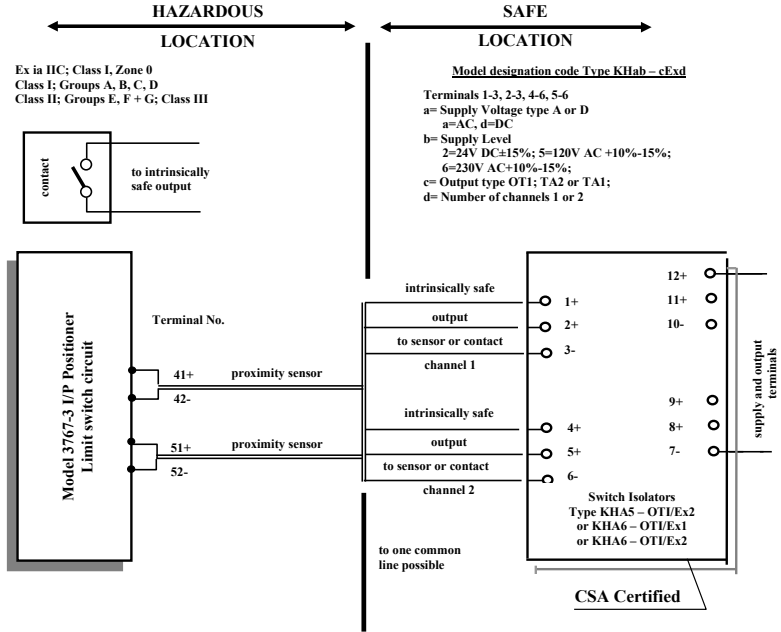 HAZARDOUS
LOCATION
SAFE
LOCATION
Ex ia IIC; Class I, Zone 0
Class I; Groups A, B, C, D
Class II; Groups E, F + G; Class III
Model designation code Type KHab – cExd
Terminals 1-3, 2-3, 4-6, 5-6
a= Supply Voltage type A or D
a=AC, d=DC
b= Supply Level
2=24V DC±15%; 5=120V AC +10%-15%;
6=230V AC+10%-15%;
c= Output type OT1; TA2 or TA1;
d= Number of channels 1 or 2
contact
to intrinsically
safe output
Model 3767-3 I/P Positioner
Limit switch circuit
Terminal No.
41+
42-
proximity sensor
51+
52-
proximity sensor
intrinsically safe
output
to sensor or contact
channel 1
intrinsically safe
output
to sensor or contact
channel 2
1+
2+
3-
4+
5+
6-
12+
11+
10-
9+
8+
7-
supply and output
terminals
Switch Isolators
Type KHA5 – OTI/Ex2
or KHA6 – OTI/Ex1
or KHA6 – OTI/Ex2
to one common
line possible
CSA Certified